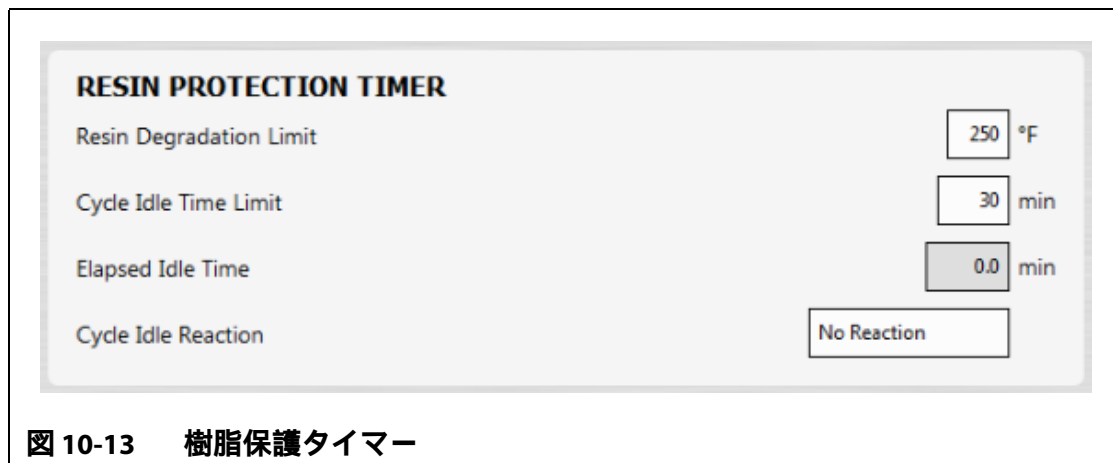 RESIN PROTECTION TIMER
Resin Degradation Limit 250 °F
Cycle Idle Time Limit 30 min
Elapsed Idle Time 0.0 min
Cycle Idle Reaction No Reaction
図 10-13 樹脂保護タイマー